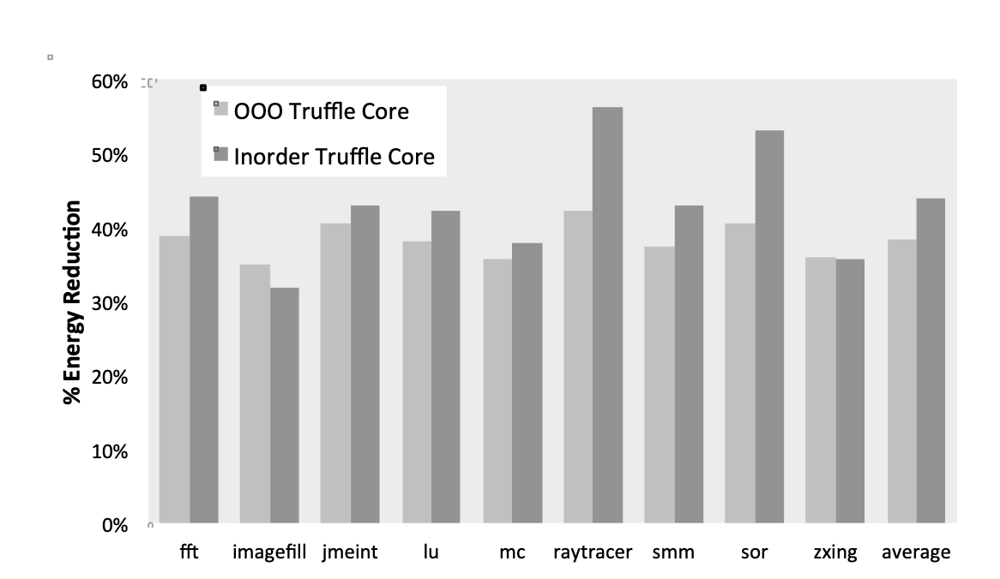 60%
50%
40%
30%
20%
10%
0%
% Energy Reduction
OOO Truffle Core
Inorder Truffle Core
fft imagefill jmeint lu mc raytracer smm sor zxing average